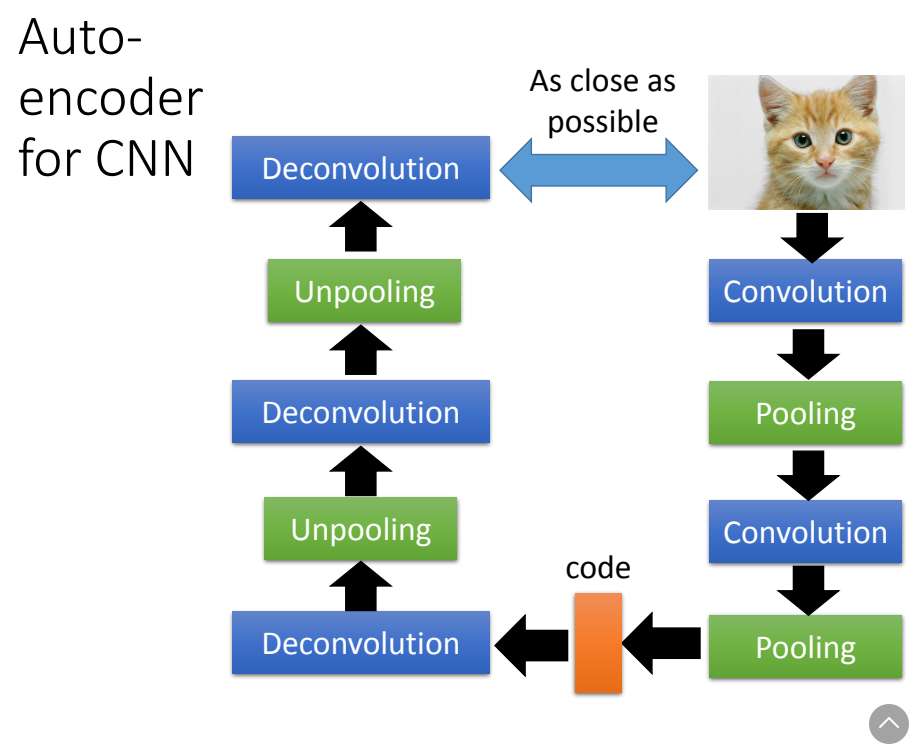 Auto-
encoder
for CNN
As close as
possible
Deconvolution
Unpooling
Deconvolution
Unpooling
Deconvolution
code
Convolution
Pooling
Convolution
Pooling